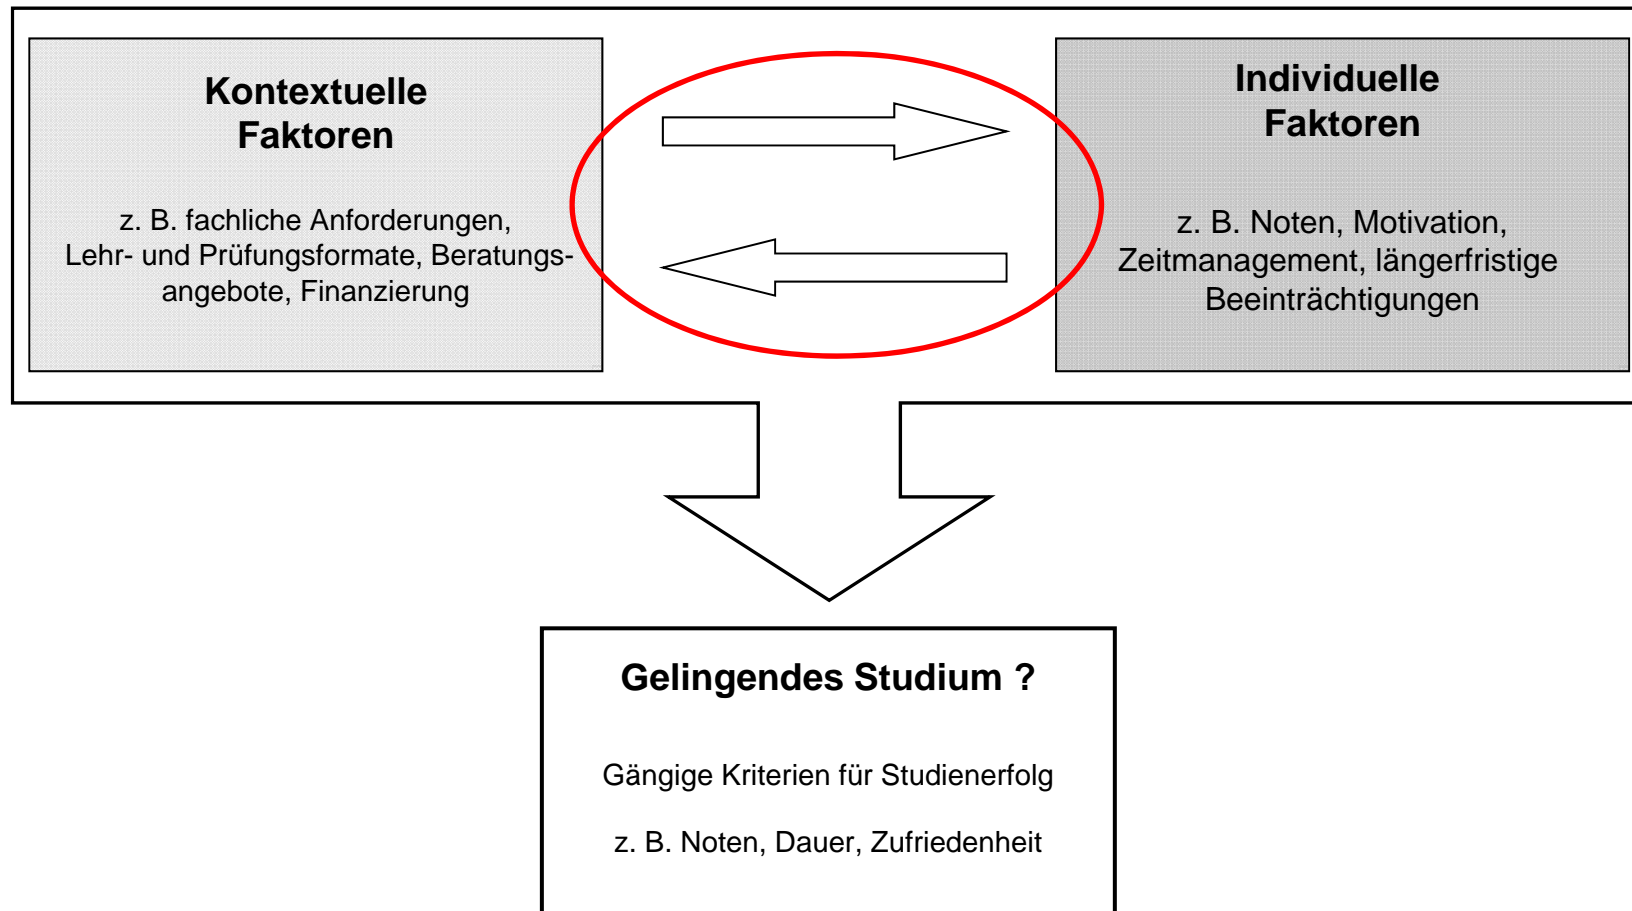 Kontextuelle
Faktoren
z. B. fachliche Anforderungen,
Lehr- und Prüfungsformate, Beratungs-
angebote, Finanzierung
Individuelle
Faktoren
z. B. Noten, Motivation,
Zeitmanagement, längerfristige
Beeinträchtigungen
Gelingendes Studium ?
Gängige Kriterien für Studienerfolg
z. B. Noten, Dauer, Zufriedenheit